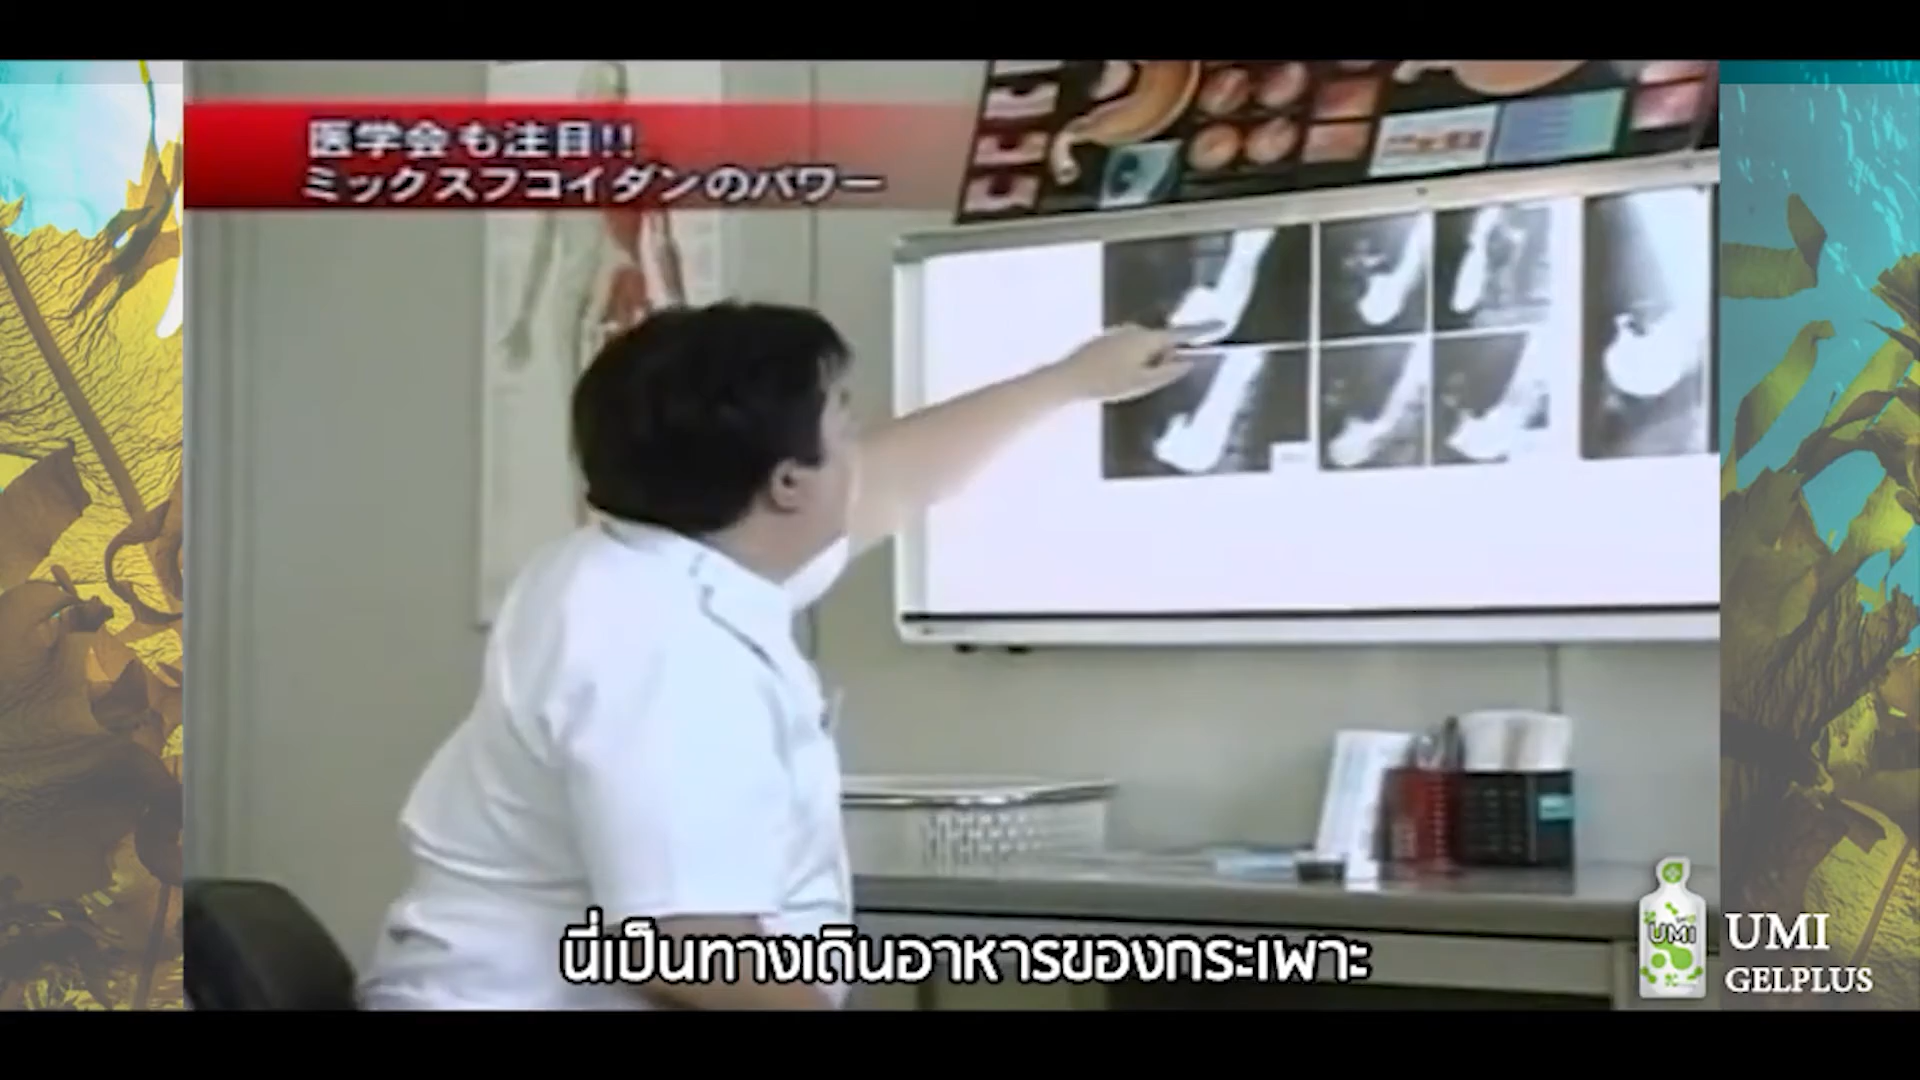 医学会も注目!!
ミックスフコイダンのパワー
นี่เป็นทางเดินอาหารของกระเพาะ
UMI
UMI
GELPLUS